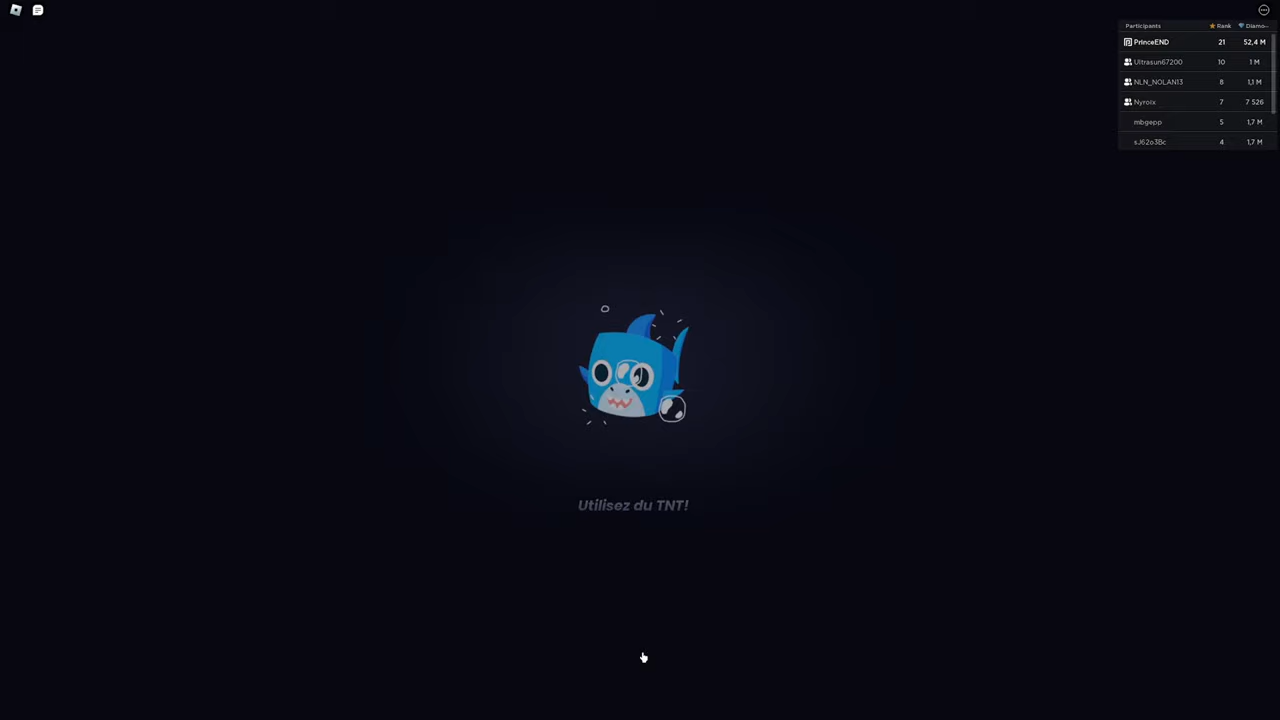 Participants Rank Diamo--
PrinceEND 21 52,4 M
Ultrasun67200 10 1 M
NLN_NOLAN13 8 1,1 M
Nyroix 7 7 526
mbgepp 5 1,7 M
sJ62o3Bc 4 1,7 M
Utilisez du TNT!